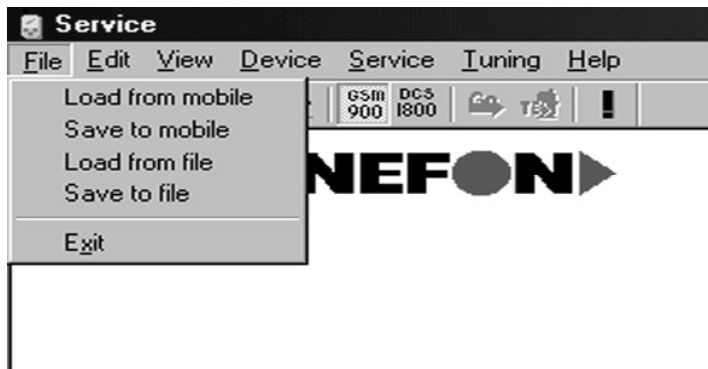 Service
File Edit View Device Service Tuning Help
Load from mobile
Save to mobile
Load from file
Save to file
Exit
GSM 900 DCS 1800
NEFON